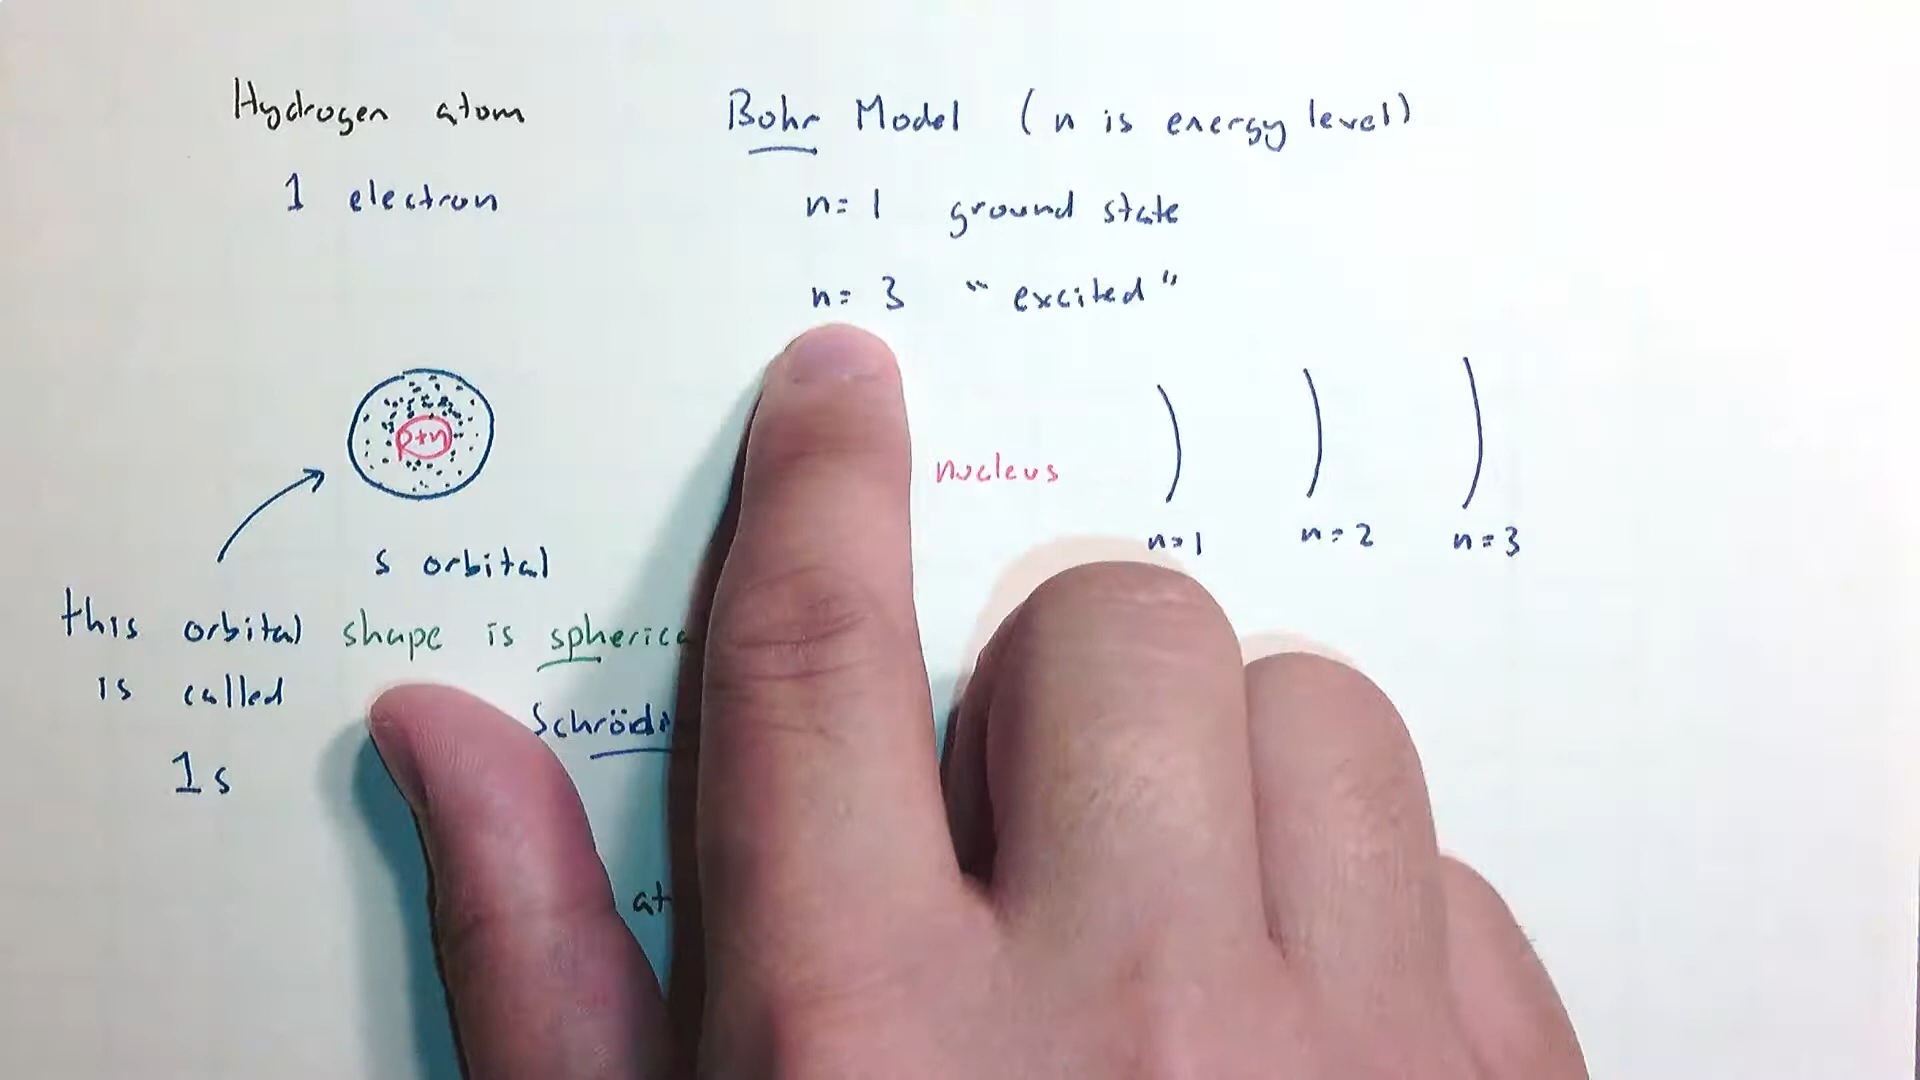 Hydrogen atom
1 electron
Bohr Model (n is energy level)
n=1 ground state
n=3 "excited"
p+n
nucleus
n=1 n=2 n=3
s orbital
this orbital shape is
is called
1s